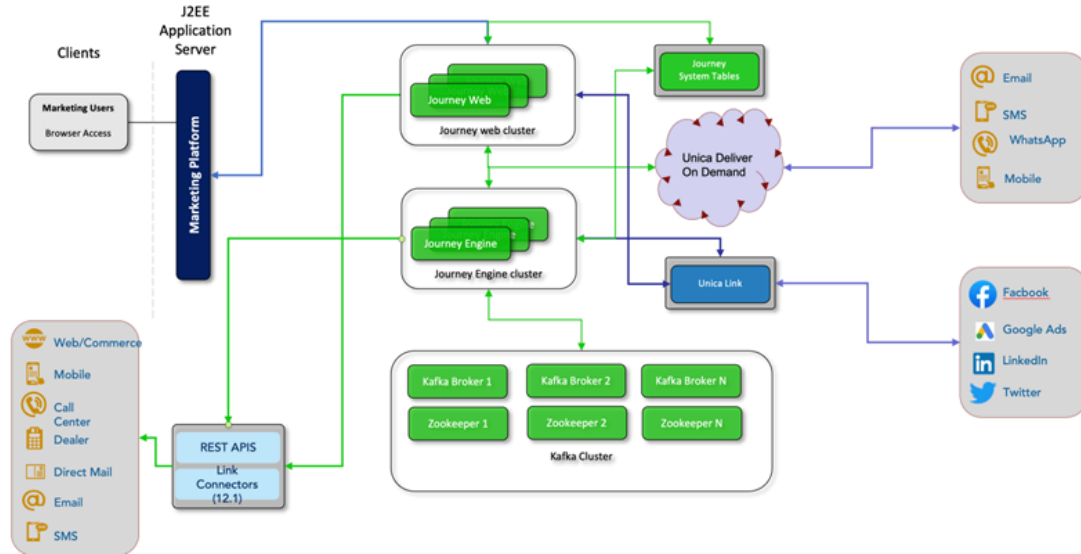 Clients
J2EE
Application
Server
Marketing Users
Browser Access
Marketing Platform
Journey Web
Journey web cluster
Journey
System Tables
Unica Deliver
On Demand
Email
SMS
WhatsApp
Mobile
Journey Engine
Journey Engine cluster
Unica Link
Facbook
Google Ads
LinkedIn
Twitter
Kafka Broker 1
Kafka Broker 2
Kafka Broker N
Zookeeper 1
Zookeeper 2
Zookeeper N
Kafka Cluster
www
Web/Commerce
Mobile
Call
Center
Dealer
Direct Mail
Email
SMS
REST APIS
Link
Connectors
(12.1)